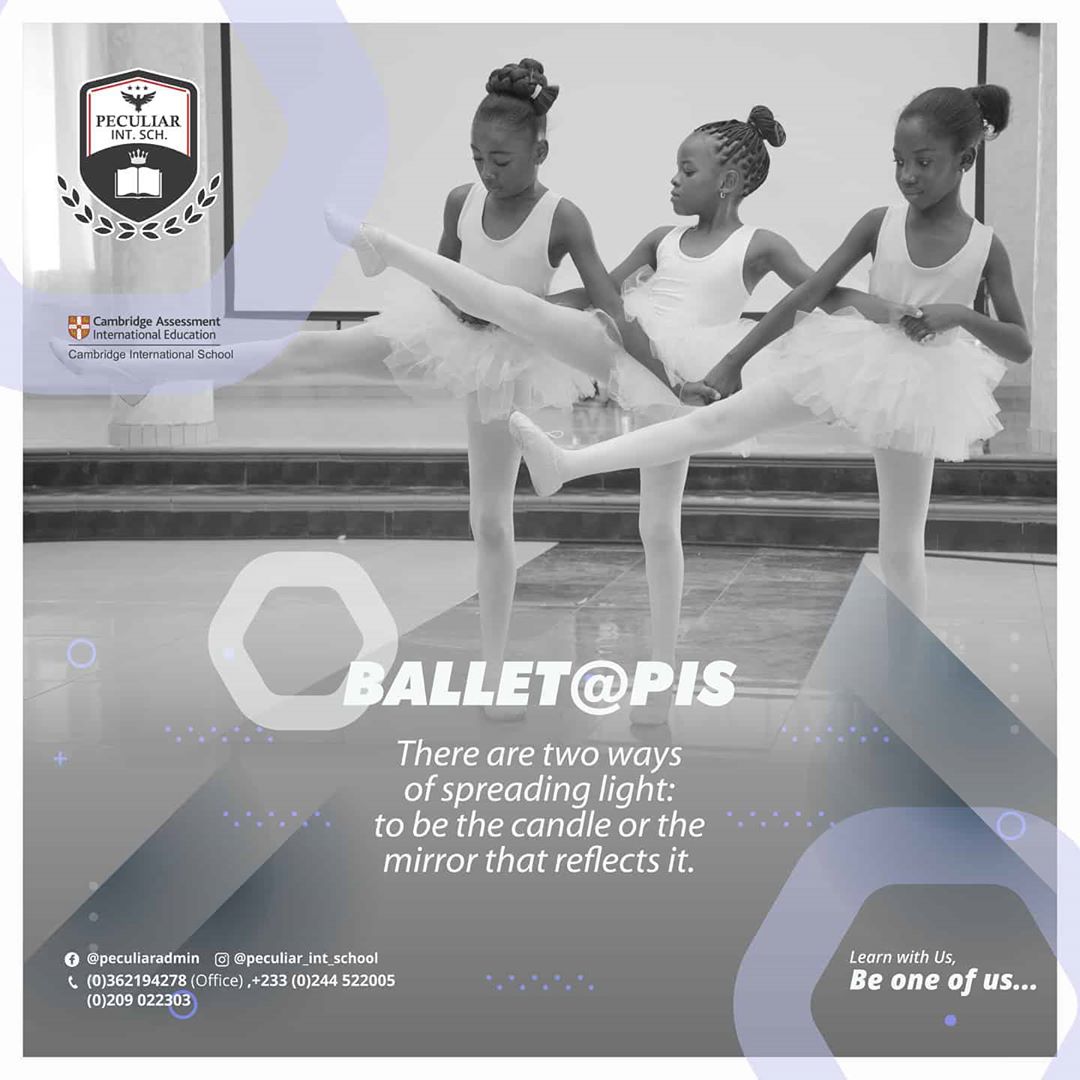 PECULIAR
INT. SCH.
Cambridge Assessment
International Education
Cambridge International School
BALLET@PIS
There are two ways
of spreading light:
to be the candle or the
mirror that reflects it.
@peculiaradmin @peculiar_int_school
(0)362194278 (Office) ,+233 (0)244 522005
(0)209 022303
Learn with Us,
Be one of us...